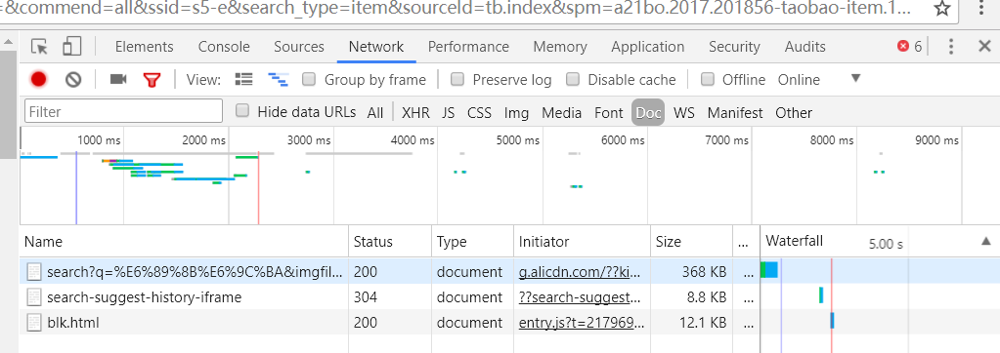 =&commend=all&ssid=s5-e&search_type=item&sourceId=tb.index&spm=a21bo.2017.201856-taobao-item.1...
Elements Console Sources Network Performance Memory Application Security Audits 6
View: Group by frame Preserve log Disable cache Offline Online
Filter Hide data URLs All XHR JS CSS Img Media Font Doc WS Manifest Other
1000 ms 2000 ms 3000 ms 4000 ms 5000 ms 6000 ms 7000 ms 8000 ms 9000 ms
Name Status Type Initiator Size ... Waterfall 5.00 s
search?q=%E6%89%8B%E6%9C%BA&imgfil... 200 document g.alicdn.com/??ki... 368 KB ...
search-suggest-history-iframe 304 document ??search-suggest... 8.8 KB ...
blk.html 200 document entry.js?t=217969... 12.1 KB ...